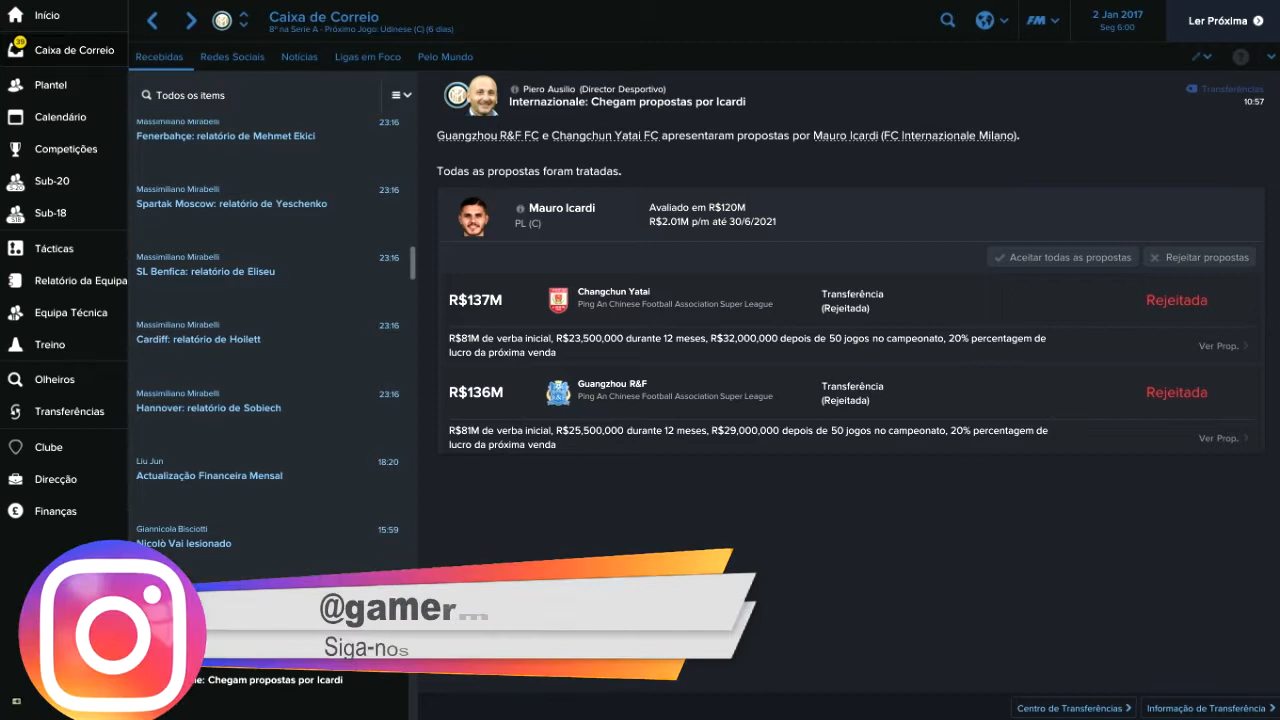 Início
39
Caixa de Correio
Plantel
Calendário
Competições
Sub-20
Sub-18
Tácticas
Relatório da Equipa
Equipa Técnica
Treino
Olheiros
Transferências
Clube
Direcção
Finanças
Caixa de Correio
8º na Serie A - Próximo Jogo: Udinese (C) (6 dias)
FM
2 Jan 2017
Seg 6:00
Ler Próxima
Recebidas
Redes Sociais
Notícias
Ligas em Foco
Pelo Mundo
Todos os items
Massimiliano Mirabelli 23:16
Fenerbahçe: relatório de Mehmet Ekici
Massimiliano Mirabelli 23:16
Spartak Moscow: relatório de Yeschenko
Massimiliano Mirabelli 23:16
SL Benfica: relatório de Eliseu
Massimiliano Mirabelli 23:16
Cardiff: relatório de Hoilett
Massimiliano Mirabelli 23:16
Hannover: relatório de Sobiech
Liu Jun 18:20
Actualização Financeira Mensal
Giannicola Bisciotti 15:59
Nicolò Vai lesionado
le: Chegam propostas por Icardi
Piero Ausilio (Director Desportivo)
Internazionale: Chegam propostas por Icardi
Transferências
10:57
Guangzhou R&F FC e Changchun Yatai FC apresentaram propostas por Mauro Icardi (FC Internazionale Milano).
Todas as propostas foram tratadas.
Mauro Icardi
PL (C)
Avaliado em R$120M
R$2.01M p/m até 30/6/2021
Aceitar todas as propostas
Rejeitar propostas
R$137M
Changchun Yatai
Ping An Chinese Football Association Super League
Transferência
(Rejeitada)
Rejeitada
R$81M de verba inicial, R$23,500,000 durante 12 meses, R$32,000,000 depois de 50 jogos no campeonato, 20% percentagem de
lucro da próxima venda
Ver Prop.
R$136M
Guangzhou R&F
Ping An Chinese Football Association Super League
Transferência
(Rejeitada)
Rejeitada
R$81M de verba inicial, R$25,500,000 durante 12 meses, R$29,000,000 depois de 50 jogos no campeonato, 20% percentagem de
lucro da próxima venda
Ver Prop.
@gamer
Siga-nos
Centro de Transferências
Informação de Transferência